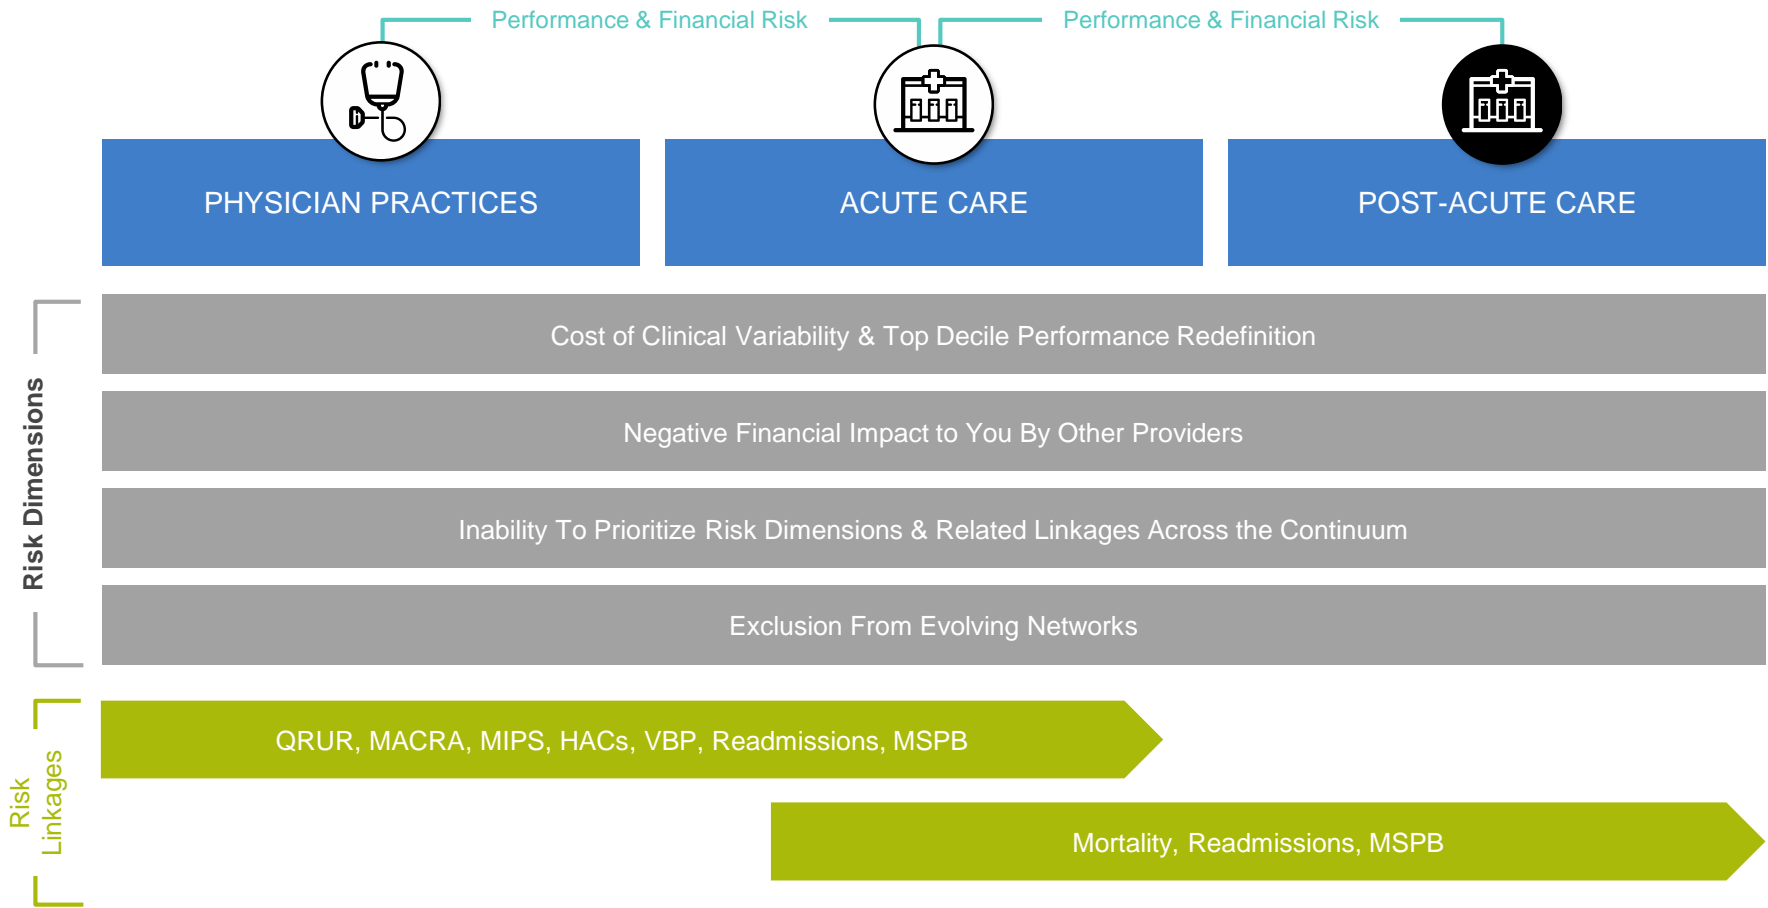 Performance & Financial Risk
Performance & Financial Risk
PHYSICIAN PRACTICES
ACUTE CARE
POST-ACUTE CARE
Risk Dimensions
Cost of Clinical Variability & Top Decile Performance Redefinition
Negative Financial Impact to You By Other Providers
Inability To Prioritize Risk Dimensions & Related Linkages Across the Continuum
Exclusion From Evolving Networks
Risk
Linkages
QRUR, MACRA, MIPS, HACs, VBP, Readmissions, MSPB
Mortality, Readmissions, MSPB